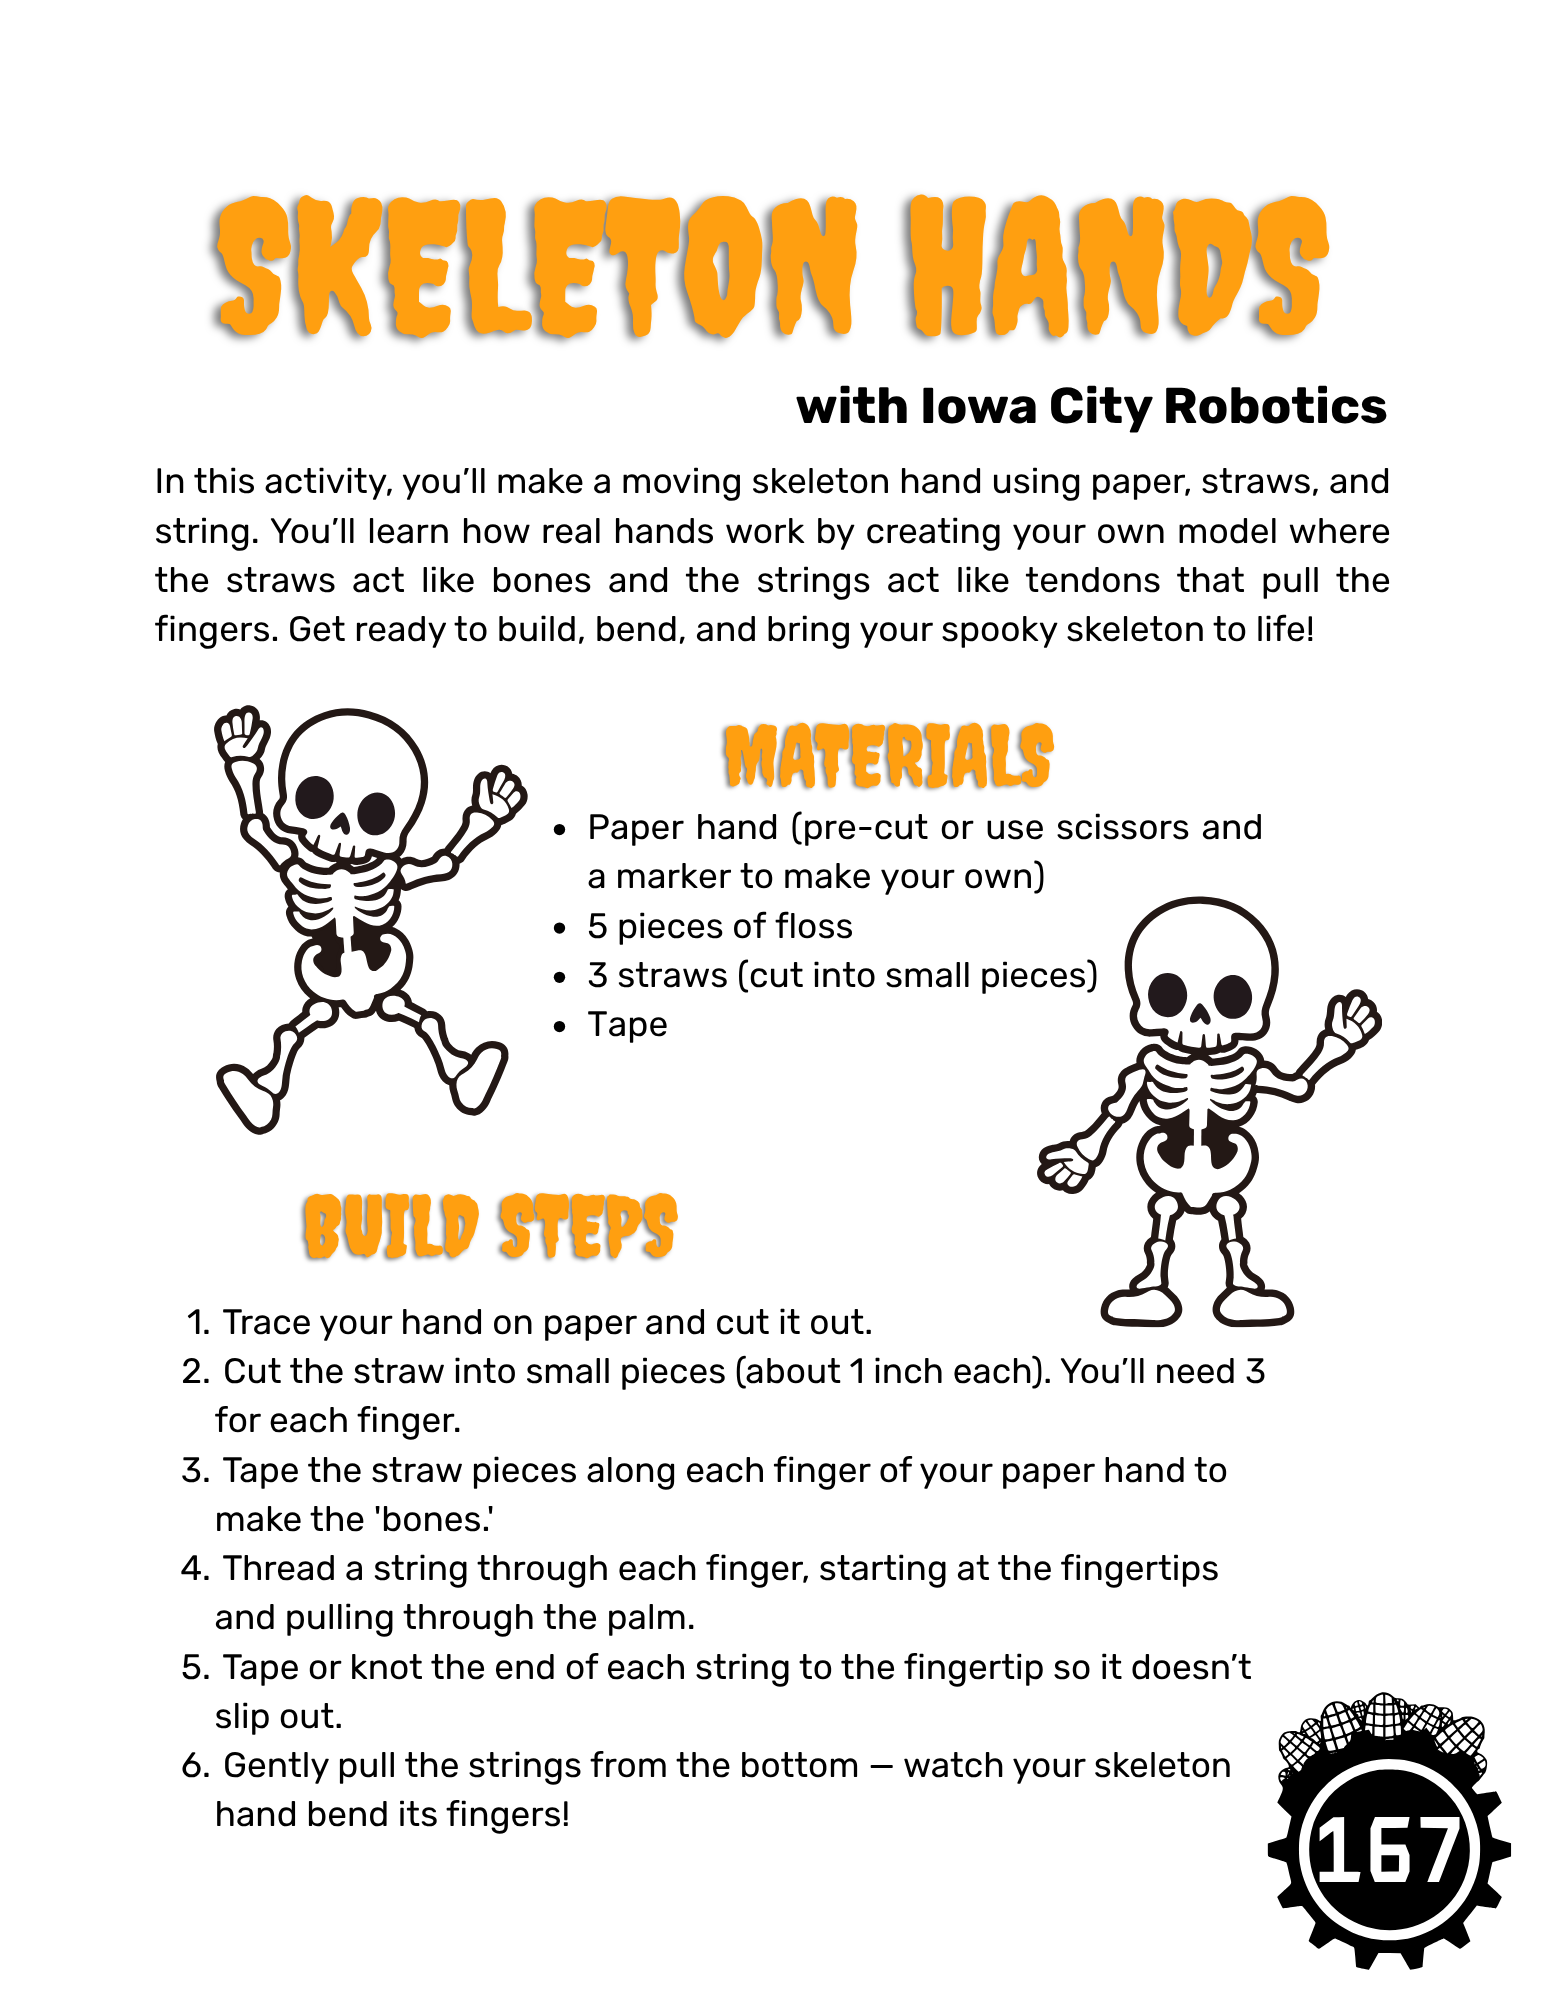 SKELETON HANDS
with Iowa City Robotics
In this activity, you’ll make a moving skeleton hand using paper, straws, and
string. You’ll learn how real hands work by creating your own model where
the straws act like bones and the strings act like tendons that pull the
fingers. Get ready to build, bend, and bring your spooky skeleton to life!
MATERIALS
• Paper hand (pre-cut or use scissors and
a marker to make your own)
• 5 pieces of floss
• 3 straws (cut into small pieces)
• Tape
BUILD STEPS
1. Trace your hand on paper and cut it out.
2. Cut the straw into small pieces (about 1 inch each). You’ll need 3
for each finger.
3. Tape the straw pieces along each finger of your paper hand to
make the 'bones.'
4. Thread a string through each finger, starting at the fingertips
and pulling through the palm.
5. Tape or knot the end of each string to the fingertip so it doesn’t
slip out.
6. Gently pull the strings from the bottom — watch your skeleton
hand bend its fingers!
167